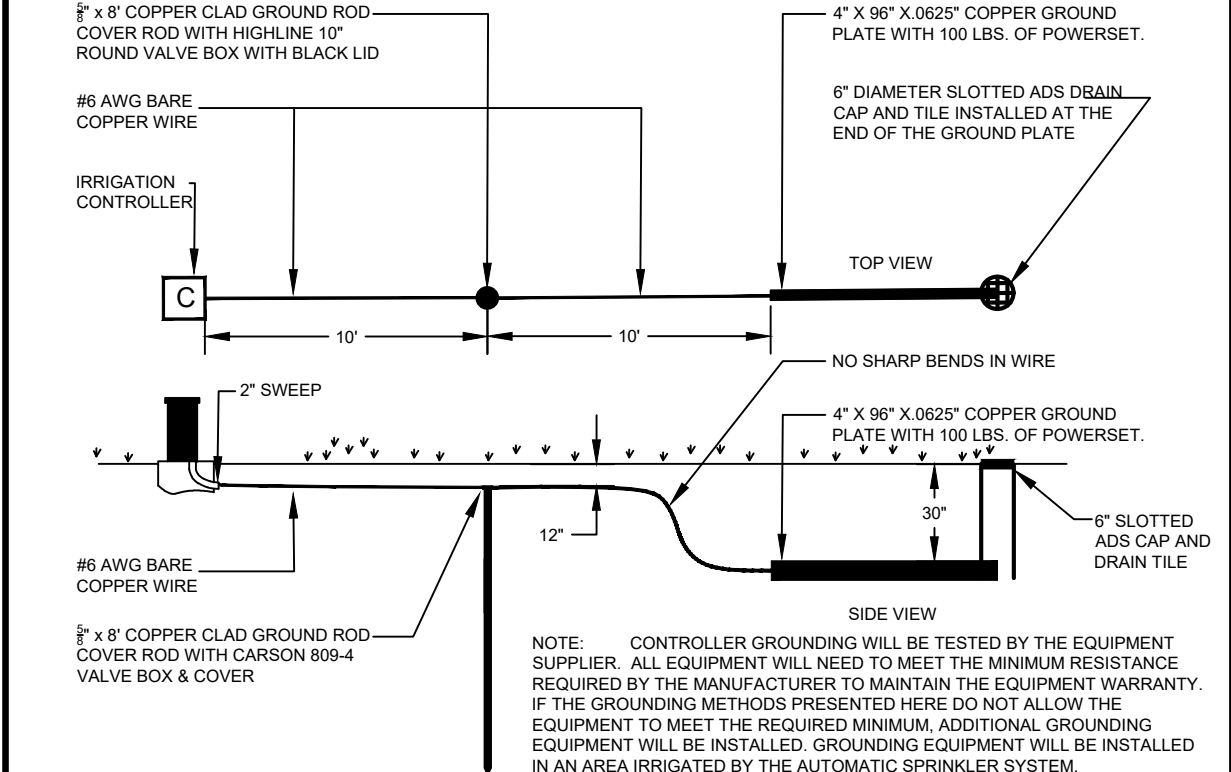 ⅝" x 8' COPPER CLAD GROUND ROD
COVER ROD WITH HIGHLINE 10"
ROUND VALVE BOX WITH BLACK LID
4" X 96" X.0625" COPPER GROUND
PLATE WITH 100 LBS. OF POWERSET.
#6 AWG BARE
COPPER WIRE
6" DIAMETER SLOTTED ADS DRAIN
CAP AND TILE INSTALLED AT THE
END OF THE GROUND PLATE
IRRIGATION
CONTROLLER
TOP VIEW
C
10'
10'
NO SHARP BENDS IN WIRE
2" SWEEP
4" X 96" X.0625" COPPER GROUND
PLATE WITH 100 LBS. OF POWERSET.
12"
30"
6" SLOTTED
ADS CAP AND
DRAIN TILE
#6 AWG BARE
COPPER WIRE
SIDE VIEW
⅝" x 8' COPPER CLAD GROUND ROD
COVER ROD WITH CARSON 809-4
VALVE BOX & COVER
NOTE: CONTROLLER GROUNDING WILL BE TESTED BY THE EQUIPMENT
SUPPLIER. ALL EQUIPMENT WILL NEED TO MEET THE MINIMUM RESISTANCE
REQUIRED BY THE MANUFACTURER TO MAINTAIN THE EQUIPMENT WARRANTY.
IF THE GROUNDING METHODS PRESENTED HERE DO NOT ALLOW THE
EQUIPMENT TO MEET THE REQUIRED MINIMUM, ADDITIONAL GROUNDING
EQUIPMENT WILL BE INSTALLED. GROUNDING EQUIPMENT WILL BE INSTALLED
IN AN AREA IRRIGATED BY THE AUTOMATIC SPRINKLER SYSTEM.